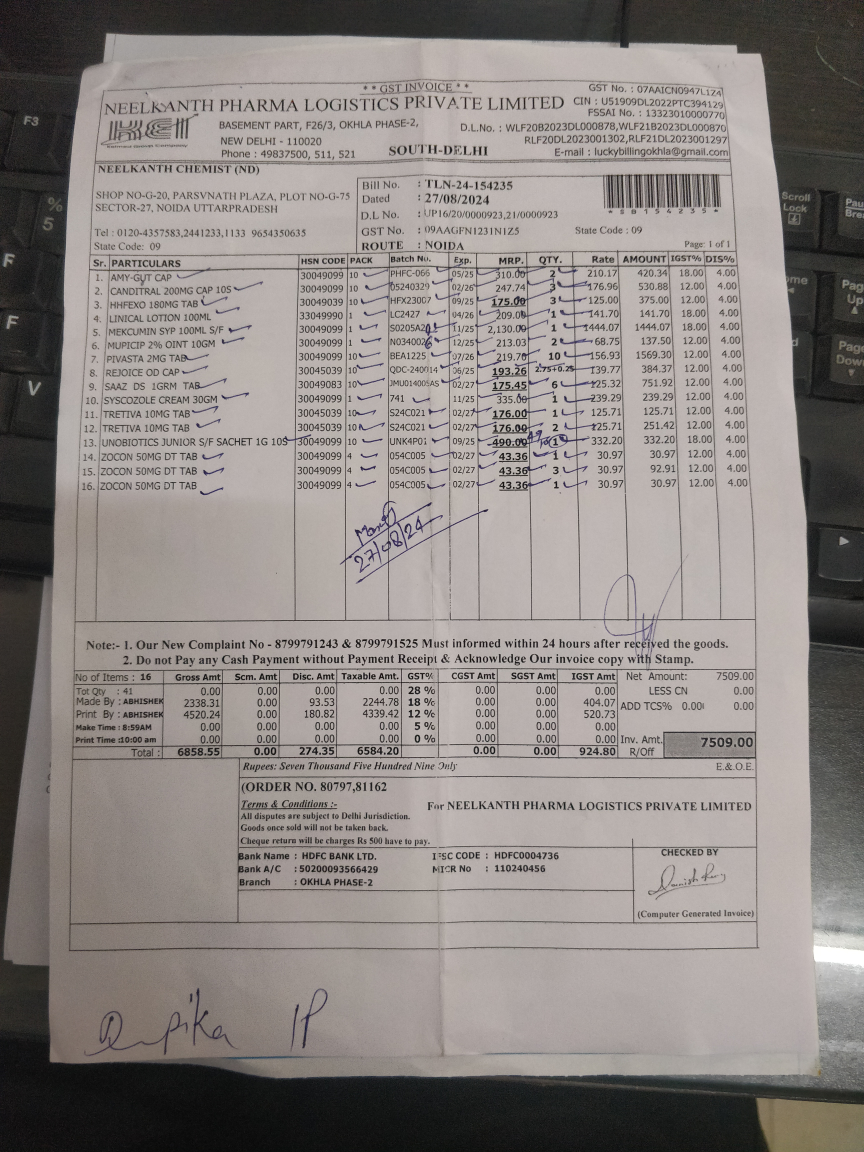 * * GST INVOICE * *
GST No. : 07AAICN0947L1Z4
NEELKANTH PHARMA LOGISTICS PRIVATE LIMITED
CIN : U51909DL2022PTC394129
FSSAI No. : 13323010000770
BASEMENT PART, F26/3, OKHLA PHASE-2,
D.L.No. : WLF20B2023DL000878,WLF21B2023DL000870
NEW DELHI - 110020
RLF20DL2023001302,RLF21DL2023001297
Phone : 49837500, 511, 521
SOUTH-DELHI
E-mail : luckybillingokhla@gmail.com
NEELKANTH CHEMIST (ND)
SHOP NO-G-20, PARSVNATH PLAZA, PLOT NO-G-75
SECTOR-27, NOIDA UTTARPRADESH
Tel : 0120-4357583,2441233,1133 9654350635
State Code: 09
Bill No. : TLN-24-154235
Dated : 27/08/2024
D.L No. : UP16/20/0000923,21/0000923
GST No. : 09AAGFN1231N1Z5 State Code : 09
ROUTE : NOIDA
* 5 8 1 5 4 2 3 5 *
Page: 1 of 1
Sr. PARTICULARS HSN CODE PACK Batch No. Exp. MRP. QTY. Rate AMOUNT IGST% DIS%
1. AMY-GUT CAP 30049099 10 PHFC-066 05/25 310.00 2 210.17 420.34 18.00 4.00
2. CANDITRAL 200MG CAP 10S 30049099 10 05240329 02/26 247.74 3 176.96 530.88 12.00 4.00
3. HHFEXO 180MG TAB 30049039 10 HFX23007 09/25 175.00 3 125.00 375.00 12.00 4.00
4. LINICAL LOTION 100ML 33049990 1 LC2427 04/26 209.00 1 141.70 141.70 18.00 4.00
5. MEKCUMIN SYP 100ML S/F 30049099 1 S0205A2 11/25 2,130.00 1 1444.07 1444.07 18.00 4.00
6. MUPICIP 2% OINT 10GM 30049099 1 N034002 6 12/25 213.03 2 68.75 137.50 12.00 4.00
7. PIVASTA 2MG TAB 30049099 10 BEA1225 07/26 219.70 10 156.93 1569.30 12.00 4.00
8. REJOICE OD CAP 30045039 10 QDC-240014 06/25 193.26 2.75+0.25 139.77 384.37 12.00 4.00
9. SAAZ DS 1GRM TAB 30049083 10 JMU01400SAS 02/27 175.45 6 125.32 751.92 12.00 4.00
10. SYSCOZOLE CREAM 30GM 30049099 1 741 11/25 335.00 1 239.29 239.29 12.00 4.00
11. TRETIVA 10MG TAB 30045039 10 S24C021 02/27 176.00 1 125.71 125.71 12.00 4.00
12. TRETIVA 10MG TAB 30045039 10 S24C021 02/27 176.00 2 125.71 251.42 12.00 4.00
13. UNOBIOTICS JUNIOR S/F SACHET 1G 10S 30049099 10 UNK4P01 09/25 490.00 1 332.20 332.20 18.00 4.00
14. ZOCON 50MG DT TAB 30049099 4 054C005 02/27 43.36 1 30.97 30.97 12.00 4.00
15. ZOCON 50MG DT TAB 30049099 4 054C005 02/27 43.36 3 30.97 92.91 12.00 4.00
16. ZOCON 50MG DT TAB 30049099 4 054C005 02/27 43.36 1 30.97 30.97 12.00 4.00
27/08/24
Note:- 1. Our New Complaint No - 8799791243 & 8799791525 Must informed within 24 hours after received the goods.
2. Do not Pay any Cash Payment without Payment Receipt & Acknowledge Our invoice copy with Stamp.
No of Items : 16 Gross Amt Scm. Amt Disc. Amt Taxable Amt. GST% CGST Amt SGST Amt IGST Amt Net Amount: 7509.00
Tot Qty : 41 0.00 0.00 0.00 0.00 28 % 0.00 0.00 0.00 LESS CN 0.00
Made By : ABHISHEK 2338.31 0.00 93.53 2244.78 18 % 0.00 0.00 404.07 ADD TCS% 0.00 0.00
Print By : ABHISHEK 4520.24 0.00 180.82 4339.42 12 % 0.00 0.00 520.73
Make Time : 8:59AM 0.00 0.00 0.00 0.00 5 % 0.00 0.00 0.00
Print Time :10:00 am 0.00 0.00 0.00 0.00 0 % 0.00 0.00 0.00 Inv. Amt. 7509.00
Total : 6858.55 0.00 274.35 6584.20 0.00 0.00 924.80 R/Off
Rupees: Seven Thousand Five Hundred Nine Only E.& O.E.
(ORDER NO. 80797,81162
Terms & Conditions :-
For NEELKANTH PHARMA LOGISTICS PRIVATE LIMITED
All disputes are subject to Delhi Jurisdiction.
Goods once sold will not be taken back.
Cheque return will be charges Rs 500 have to pay.
Bank Name : HDFC BANK LTD. IFSC CODE : HDFC0004736
Bank A/C : 50200093566429 MICR No : 110240456
Branch : OKHLA PHASE-2
CHECKED BY
(Computer Generated Invoice)
F3
%
5
F
F
V
Scroll
Lock
Page
Up
Page